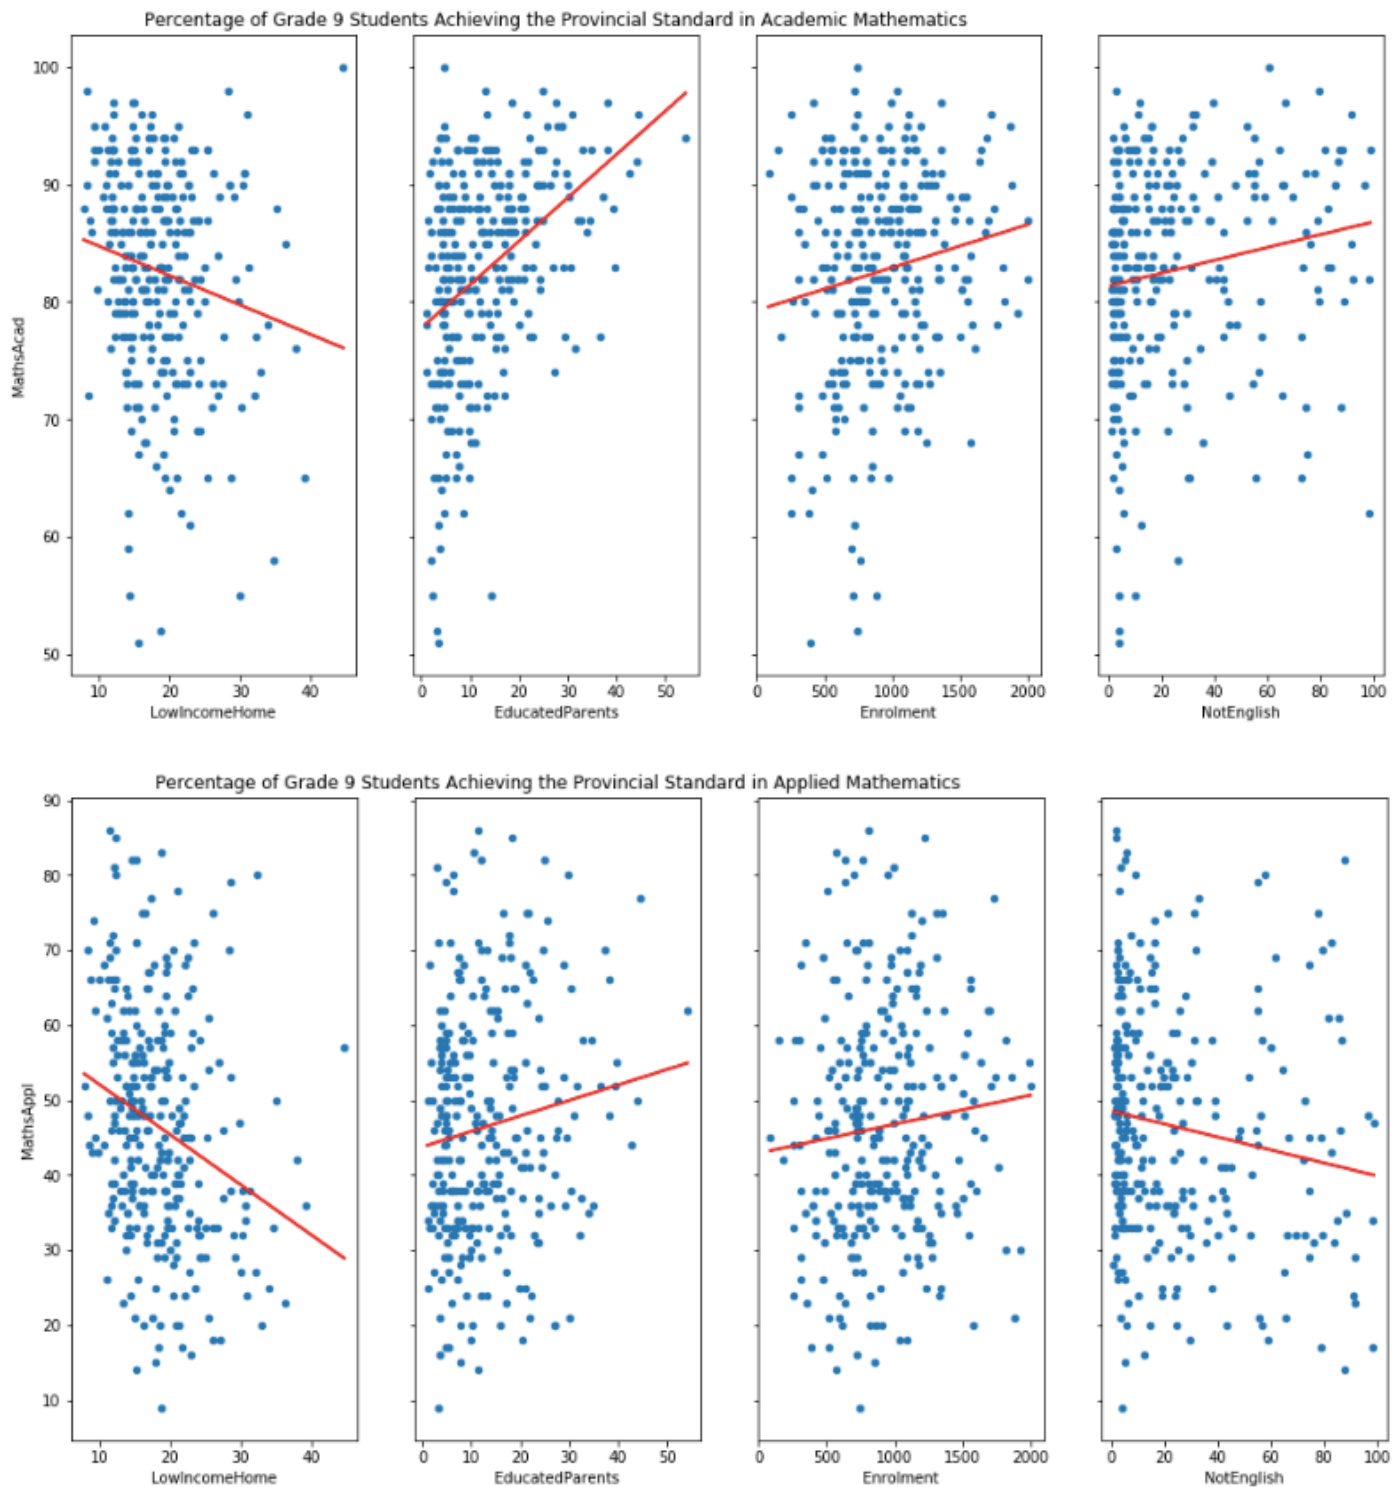 Percentage of Grade 9 Students Achieving the Provincial Standard in Academic Mathematics
100
90
80
70
60
50
MathsAcad
10 20 30 40
LowIncomeHome
0 10 20 30 40 50
EducatedParents
0 500 1000 1500 2000
Enrolment
0 20 40 60 80 100
NotEnglish
Percentage of Grade 9 Students Achieving the Provincial Standard in Applied Mathematics
90
80
70
60
50
40
30
20
10
MathsAppl
10 20 30 40
LowIncomeHome
0 10 20 30 40 50
EducatedParents
0 500 1000 1500 2000
Enrolment
0 20 40 60 80 100
NotEnglish